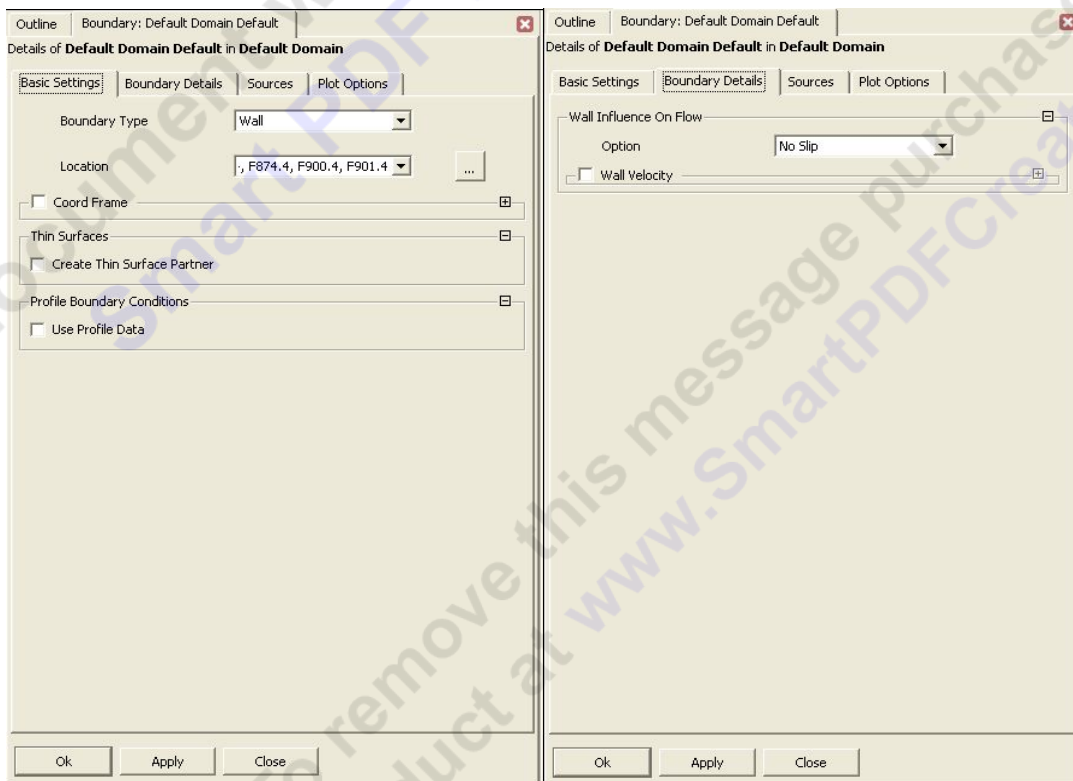 Outline Boundary: Default Domain Default
Details of Default Domain Default in Default Domain
Basic Settings Boundary Details Sources Plot Options
Boundary Type Wall
Location F874.4, F900.4, F901.4 ...
Coord Frame
Thin Surfaces
Create Thin Surface Partner
Profile Boundary Conditions
Use Profile Data
Ok Apply Close
Outline Boundary: Default Domain Default
Details of Default Domain Default in Default Domain
Basic Settings Boundary Details Sources Plot Options
Wall Influence On Flow
Option No Slip
Wall Velocity
Ok Apply Close